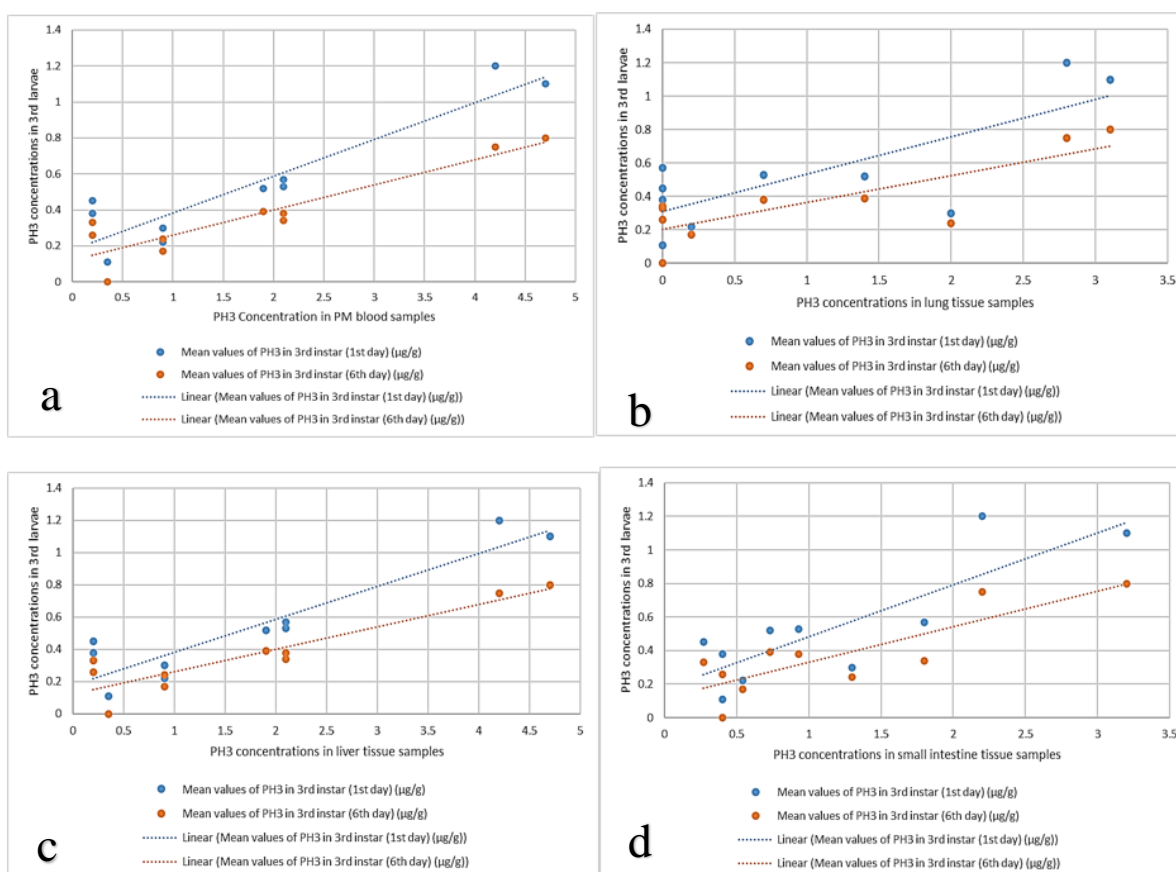 1.4
1.2
1
0.8
0.6
0.4
0.2
0
PH3 concentrations in 3rd larvae
0 0.5 1 1.5 2 2.5 3 3.5 4 4.5 5
PH3 Concentration in PM blood samples
Mean values of PH3 in 3rd instar (1st day) (µg/g)
Mean values of PH3 in 3rd instar (6th day) (µg/g)
Linear (Mean values of PH3 in 3rd instar (1st day) (µg/g))
Linear (Mean values of PH3 in 3rd instar (6th day) (µg/g))
a
1.4
1.2
1
0.8
0.6
0.4
0.2
0
PH3 concentrations in 3rd larvae
0 0.5 1 1.5 2 2.5 3 3.5
PH3 concentrations in lung tissue samples
Mean values of PH3 in 3rd instar (1st day) (µg/g)
Mean values of PH3 in 3rd instar (6th day) (µg/g)
Linear (Mean values of PH3 in 3rd instar (1st day) (µg/g))
Linear (Mean values of PH3 in 3rd instar (6th day) (µg/g))
b
1.4
1.2
1
0.8
0.6
0.4
0.2
0
PH3 concentrations in 3rd larvae
0 0.5 1 1.5 2 2.5 3 3.5 4 4.5 5
PH3 concentrations in liver tissue samples
Mean values of PH3 in 3rd instar (1st day) (µg/g)
Mean values of PH3 in 3rd instar (6th day) (µg/g)
Linear (Mean values of PH3 in 3rd instar (1st day) (µg/g))
Linear (Mean values of PH3 in 3rd instar (6th day) (µg/g))
c
1.4
1.2
1
0.8
0.6
0.4
0.2
0
PH3 concentrations in 3rd larvae
0 0.5 1 1.5 2 2.5 3 3.5
PH3 concentrations in small intestine tissue samples
Mean values of PH3 in 3rd instar (1st day) (µg/g)
Mean values of PH3 in 3rd instar (6th day) (µg/g)
Linear (Mean values of PH3 in 3rd instar (1st day) (µg/g))
Linear (Mean values of PH3 in 3rd instar (6th day) (µg/g))
d